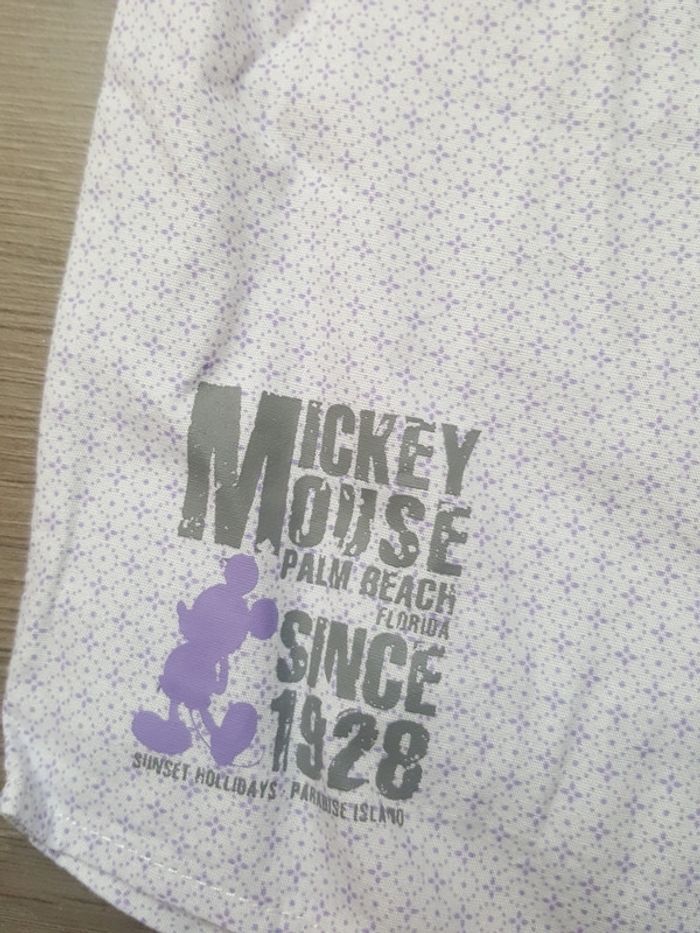 MICKEY
MOUSE
PALM BEACH
FLORIDA
SINCE
1928
SUNSET HOLLIDAYS - PARADISE ISLAND